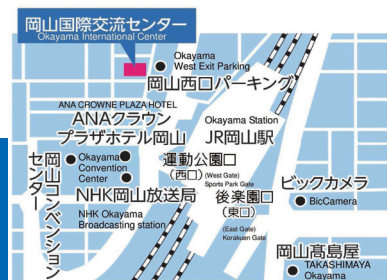 岡山国際交流センター
Okayama International Center
Okayama
West Exit Parking
岡山西口パーキング
ANA CROWNE PLAZA HOTEL
ANAクラウン
プラザホテル岡山
Okayama Station
JR岡山駅
岡山コンベンション
センター
Okayama
Convention
Center
運動公園口
(西口)
(West Gate)
Sports Park Gate
NHK岡山放送局
NHK Okayama
Broadcasting station
後楽園口
(東口)
(East Gate)
Korakuen Gate
ビックカメラ
BicCamera
岡山髙島屋
TAKASHIMAYA
Okayama